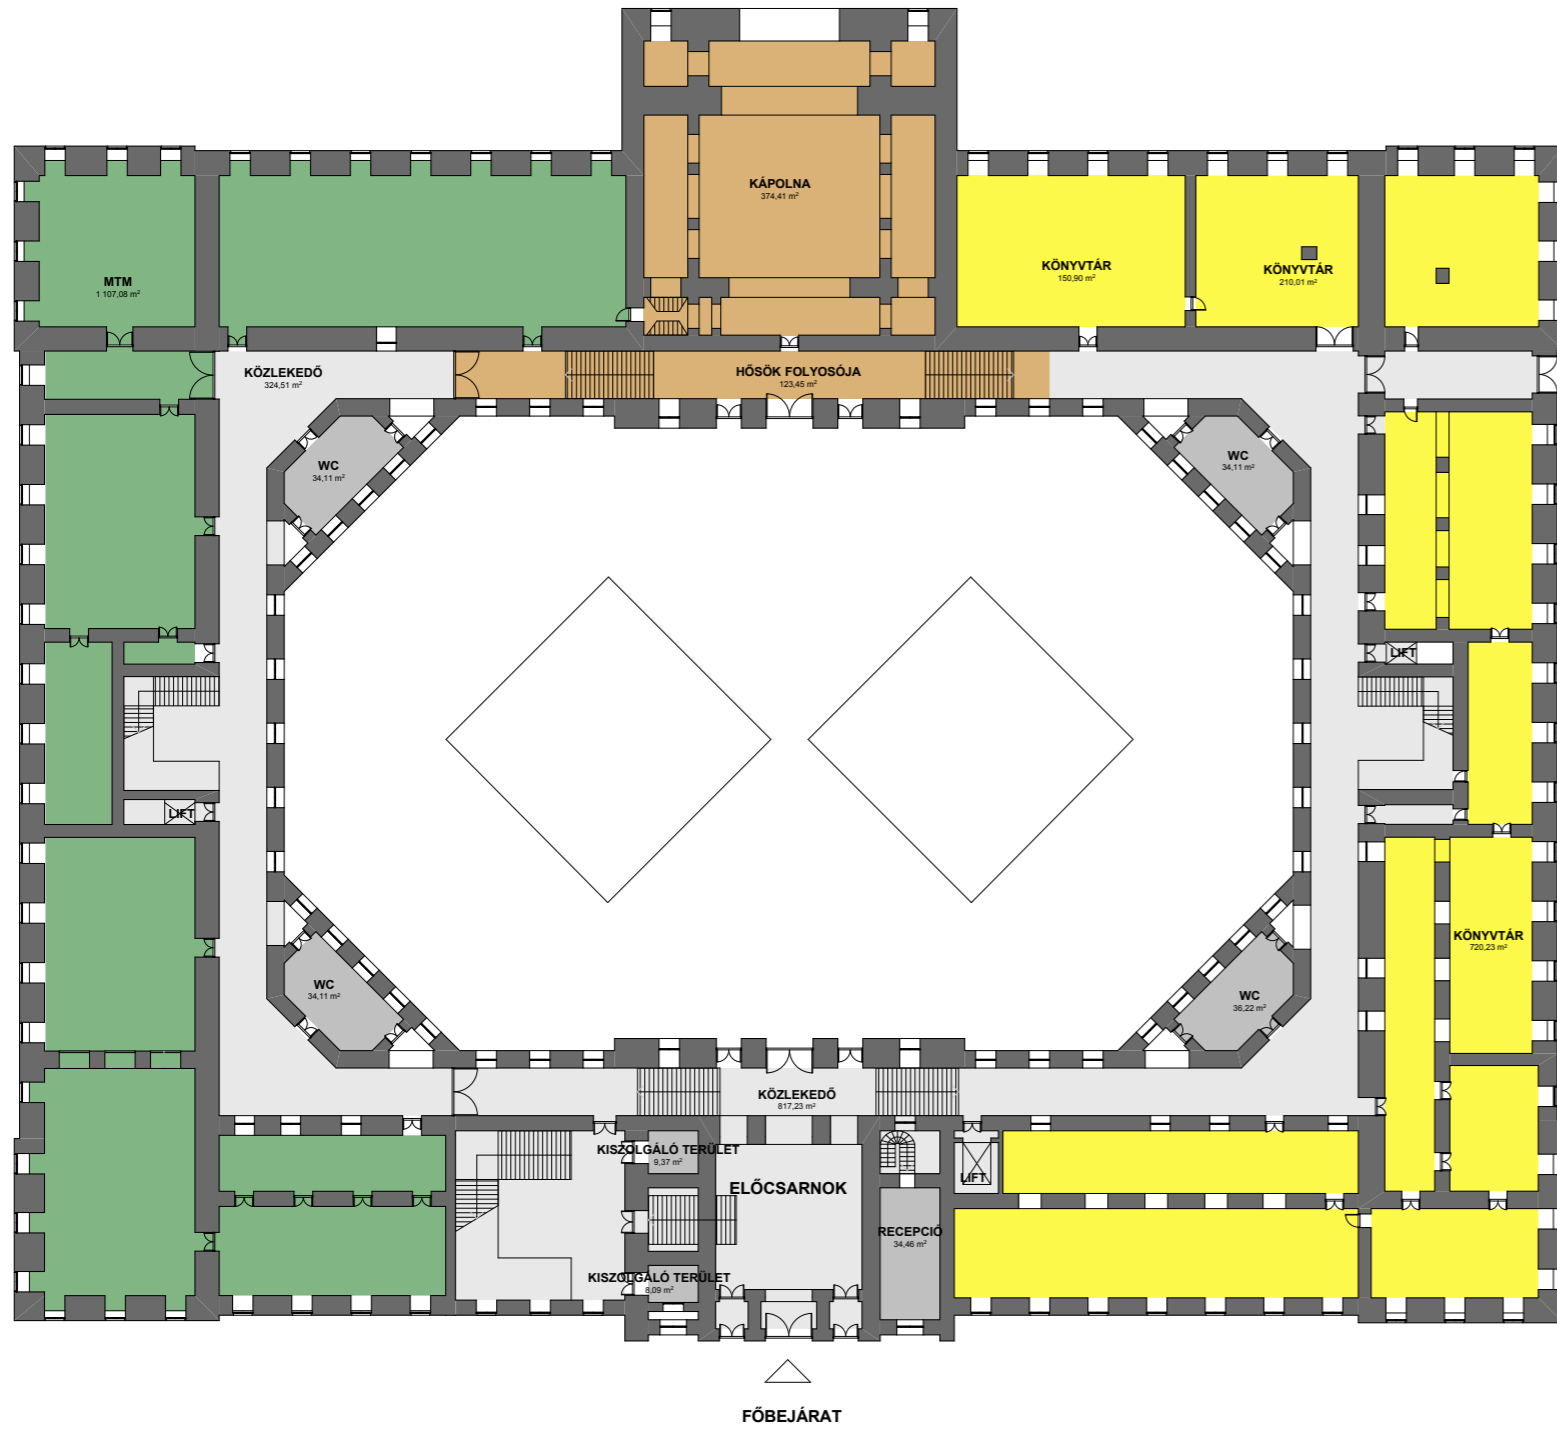 KÁPOLNA
374,41 m²
KÖNYVTÁR
150,90 m²
KÖNYVTÁR
210,01 m²
MTM
1 107,08 m²
KÖZLEKEDŐ
324,51 m²
HŐSÖK FOLYOSÓJA
123,45 m²
WC
34,11 m²
WC
34,11 m²
LIFT
LIFT
KÖNYVTÁR
720,23 m²
WC
34,11 m²
WC
36,22 m²
KÖZLEKEDŐ
817,23 m²
KISZOLGÁLÓ TERÜLET
9,37 m²
ELŐCSARNOK
LIFT
RECEPCIÓ
34,46 m²
KISZOLGÁLÓ TERÜLET
8,09 m²
FŐBEJÁRAT